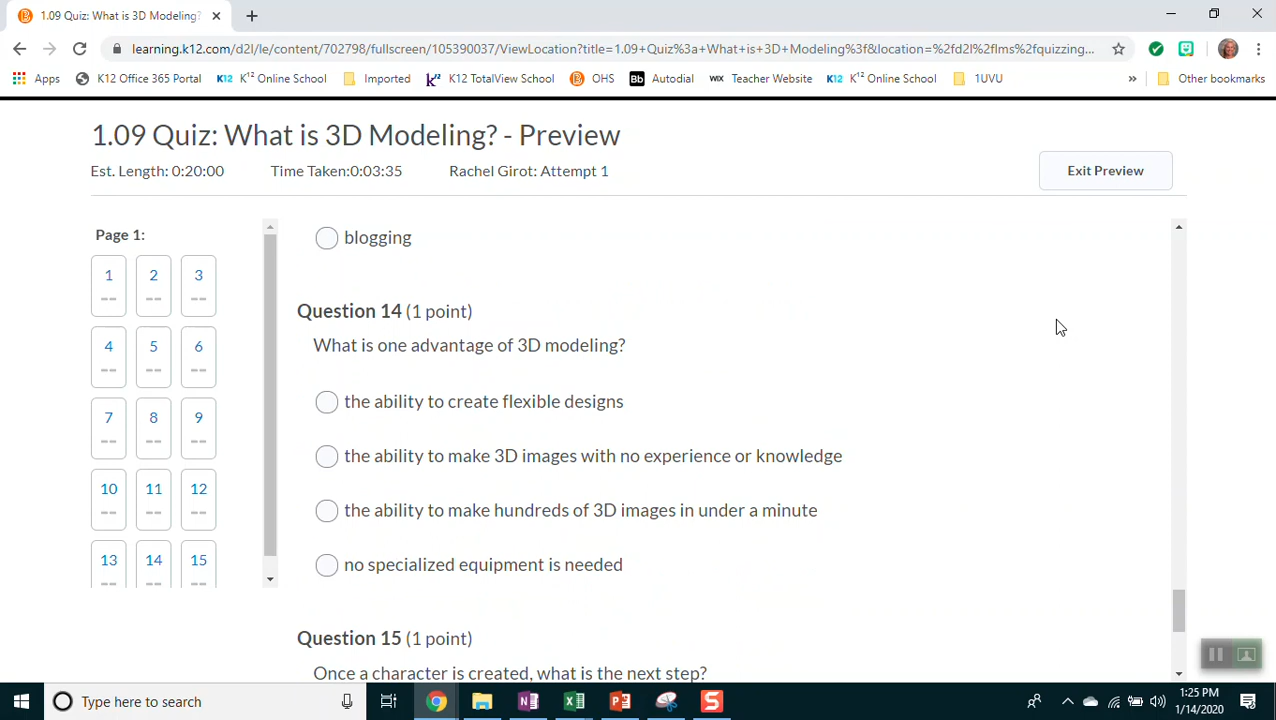 1.09 Quiz: What is 3D Modeling?
learning.k12.com/d2l/le/content/702798/fullscreen/105390037/ViewLocation?title=1.09+Quiz%3a+What+is+3D+Modeling%3f&location=%2fd2l%2flms%2fquizzing...
Apps K12 Office 365 Portal K12 K¹² Online School Imported K12 TotalView School OHS Bb Autodial WIX Teacher Website K12 K¹² Online School 1UVU » Other bookmarks
1.09 Quiz: What is 3D Modeling? - Preview
Est. Length: 0:20:00 Time Taken:0:03:35 Rachel Girot: Attempt 1
Exit Preview
Page 1:
1 2 3
-- -- --
4 5 6
-- -- --
7 8 9
-- -- --
10 11 12
-- -- --
13 14 15
-- -- --
blogging
Question 14 (1 point)
What is one advantage of 3D modeling?
the ability to create flexible designs
the ability to make 3D images with no experience or knowledge
the ability to make hundreds of 3D images in under a minute
no specialized equipment is needed
Question 15 (1 point)
Once a character is created, what is the next step?
Type here to search
1:25 PM
1/14/2020